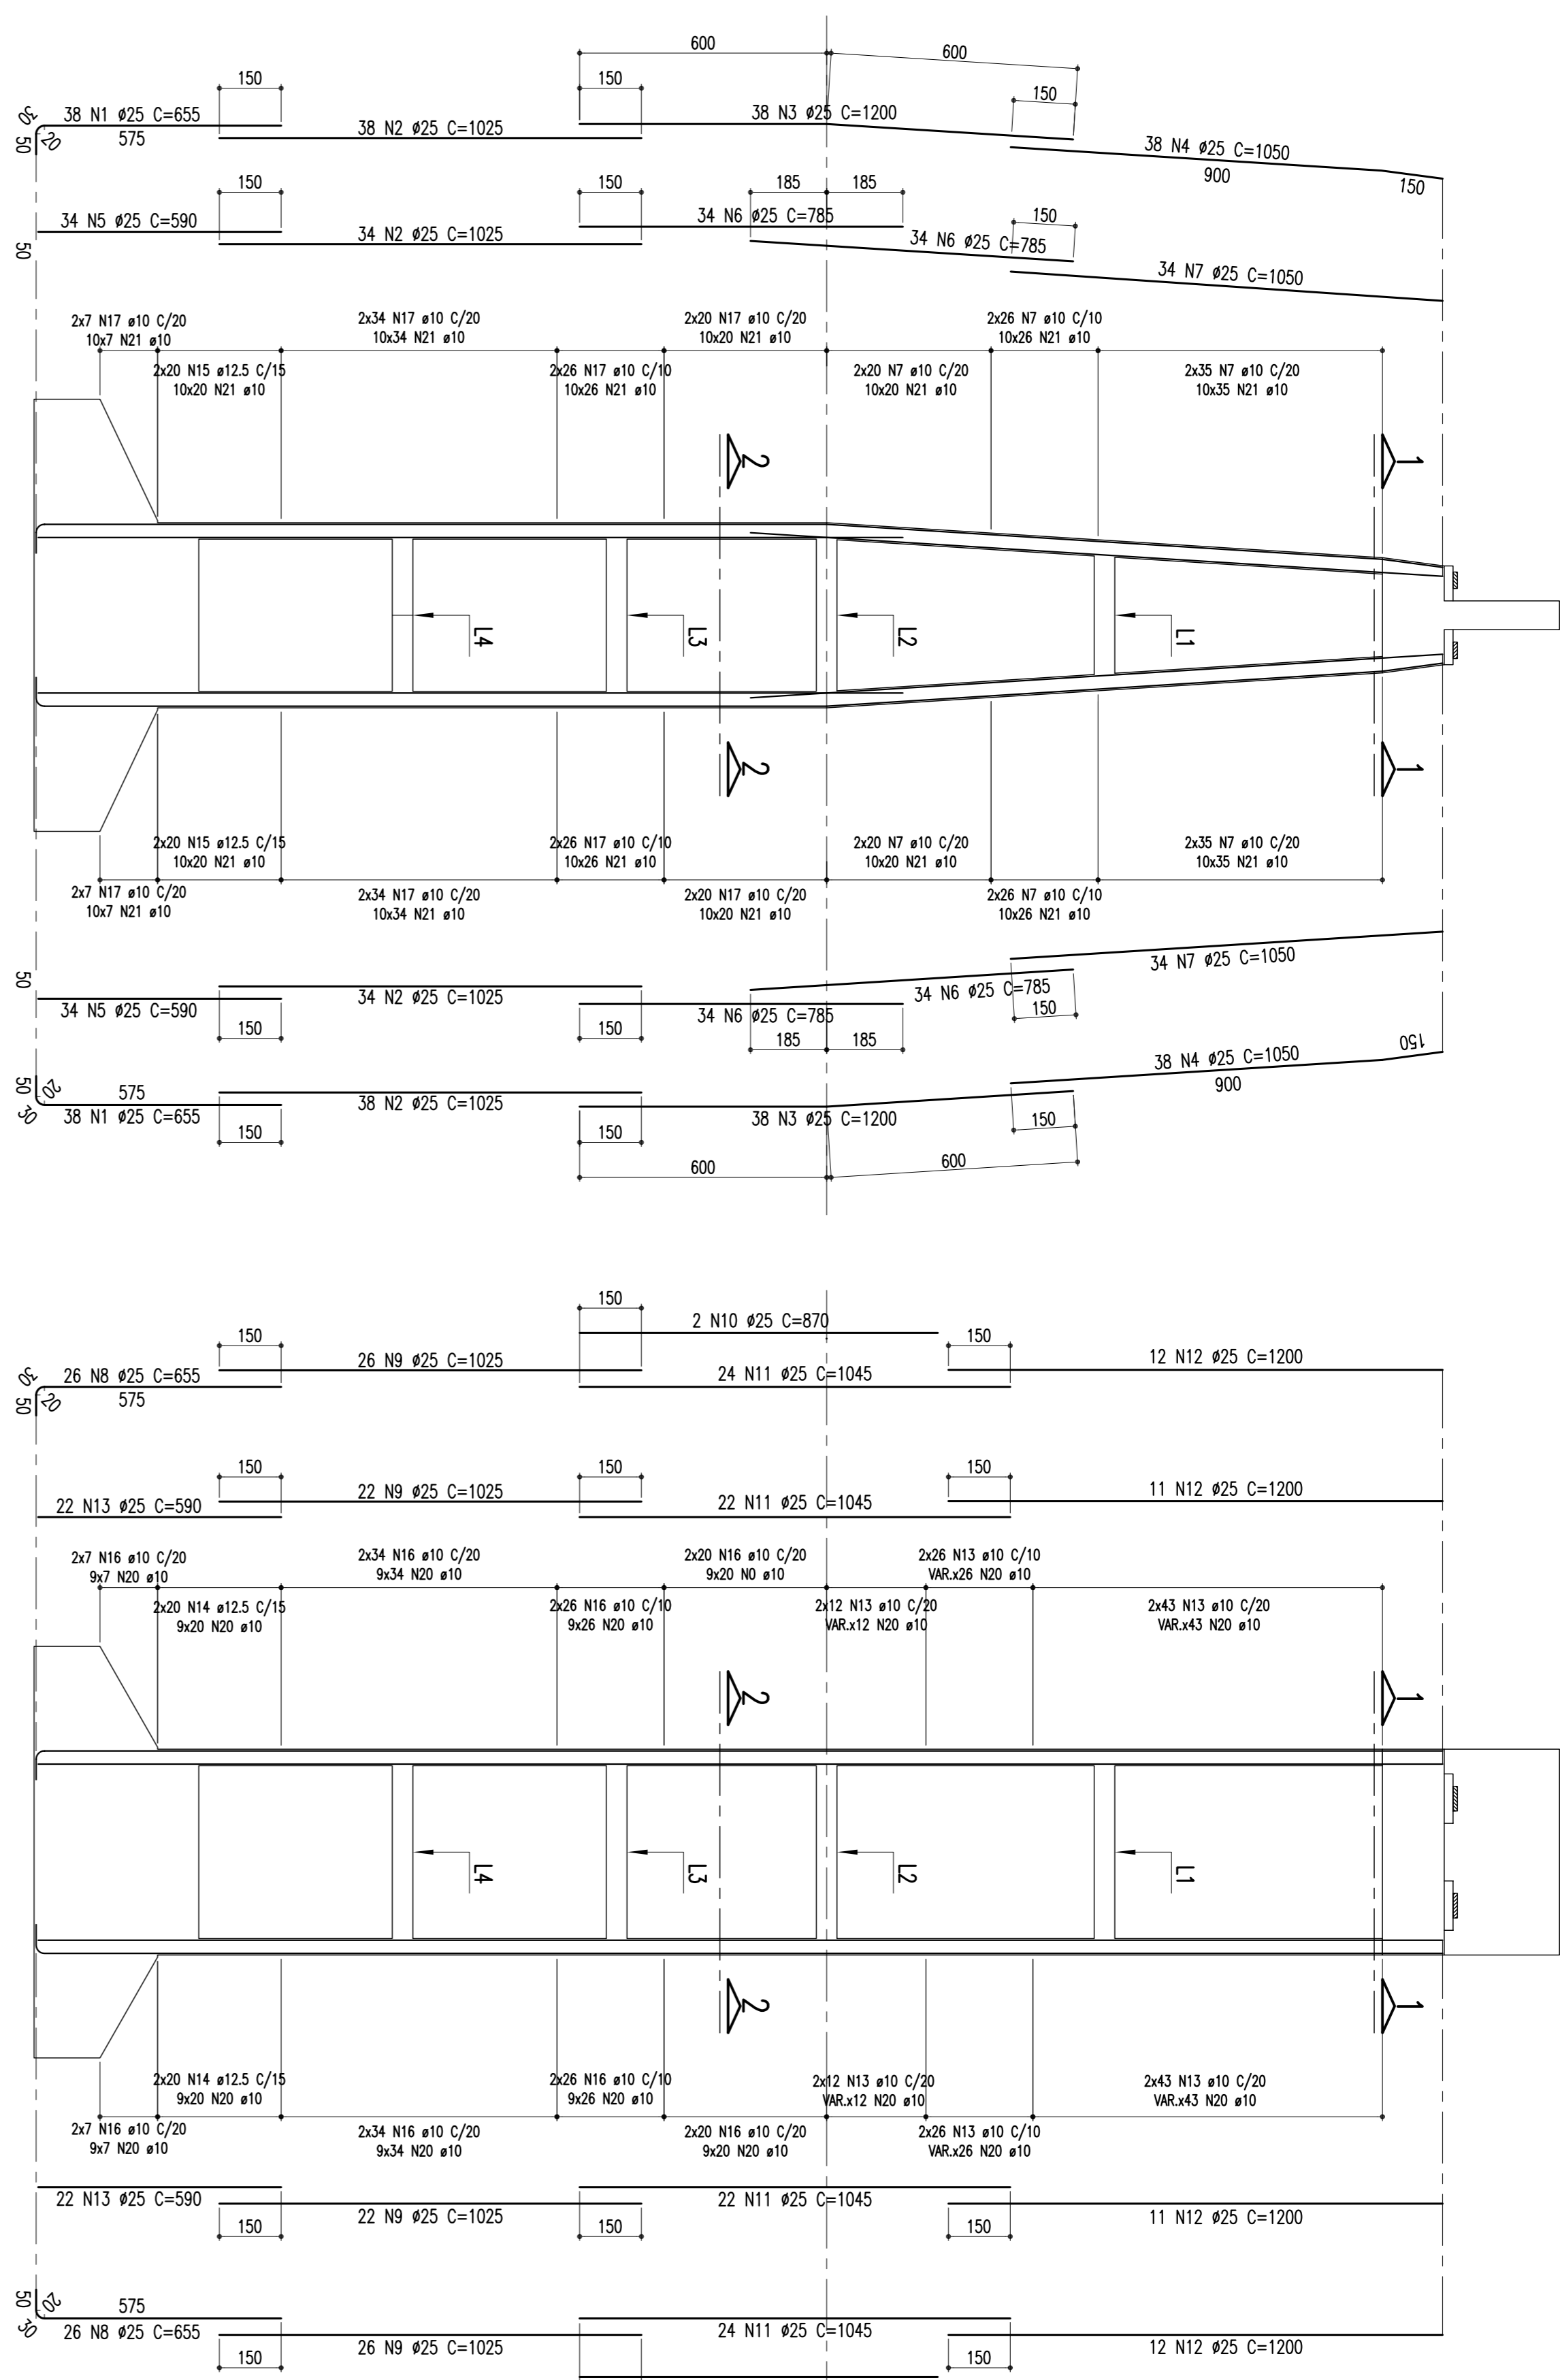 600
600
150
150
150
38 N1 ø25 C=655
575
30
20
50
38 N2 ø25 C=1025
38 N3 ø25 C=1200
38 N4 ø25 C=1050
900
150
150
150
185
185
150
34 N5 ø25 C=590
50
34 N2 ø25 C=1025
34 N6 ø25 C=785
34 N6 ø25 C=785
34 N7 ø25 C=1050
2x7 N17 ø10 C/20
10x7 N21 ø10
2x34 N17 ø10 C/20
10x34 N21 ø10
2x20 N17 ø10 C/20
10x20 N21 ø10
2x26 N7 ø10 C/10
10x26 N21 ø10
2x20 N15 ø12.5 C/15
10x20 N21 ø10
2x26 N17 ø10 C/10
10x26 N21 ø10
2x20 N7 ø10 C/20
10x20 N21 ø10
2x35 N7 ø10 C/20
10x35 N21 ø10
2
1
L4
L3
L2
L1
2
1
2x20 N15 ø12.5 C/15
10x20 N21 ø10
2x26 N17 ø10 C/10
10x26 N21 ø10
2x20 N7 ø10 C/20
10x20 N21 ø10
2x35 N7 ø10 C/20
10x35 N21 ø10
2x7 N17 ø10 C/20
10x7 N21 ø10
2x34 N17 ø10 C/20
10x34 N21 ø10
2x20 N17 ø10 C/20
10x20 N21 ø10
2x26 N7 ø10 C/10
10x26 N21 ø10
50
34 N5 ø25 C=590
34 N2 ø25 C=1025
34 N6 ø25 C=785
34 N6 ø25 C=785
34 N7 ø25 C=1050
150
150
185
185
150
50
20
30
575
38 N1 ø25 C=655
38 N2 ø25 C=1025
38 N3 ø25 C=1200
38 N4 ø25 C=1050
900
150
150
150
150
600
600
150
2 N10 ø25 C=870
150
150
26 N8 ø25 C=655
575
30
20
50
26 N9 ø25 C=1025
24 N11 ø25 C=1045
12 N12 ø25 C=1200
150
150
150
22 N13 ø25 C=590
22 N9 ø25 C=1025
22 N11 ø25 C=1045
11 N12 ø25 C=1200
2x7 N16 ø10 C/20
9x7 N20 ø10
2x34 N16 ø10 C/20
9x34 N20 ø10
2x20 N16 ø10 C/20
9x20 N0 ø10
2x26 N13 ø10 C/10
VAR.x26 N20 ø10
2x20 N14 ø12.5 C/15
9x20 N20 ø10
2x26 N16 ø10 C/10
9x26 N20 ø10
2x12 N13 ø10 C/20
VAR.x12 N20 ø10
2x43 N13 ø10 C/20
VAR.x43 N20 ø10
2
1
L4
L3
L2
L1
2
1
2x20 N14 ø12.5 C/15
9x20 N20 ø10
2x26 N16 ø10 C/10
9x26 N20 ø10
2x12 N13 ø10 C/20
VAR.x12 N20 ø10
2x43 N13 ø10 C/20
VAR.x43 N20 ø10
2x7 N16 ø10 C/20
9x7 N20 ø10
2x34 N16 ø10 C/20
9x34 N20 ø10
2x20 N16 ø10 C/20
9x20 N20 ø10
2x26 N13 ø10 C/10
VAR.x26 N20 ø10
22 N13 ø25 C=590
22 N9 ø25 C=1025
22 N11 ø25 C=1045
11 N12 ø25 C=1200
150
150
150
50
20
30
575
26 N8 ø25 C=655
26 N9 ø25 C=1025
24 N11 ø25 C=1045
12 N12 ø25 C=1200
150
150